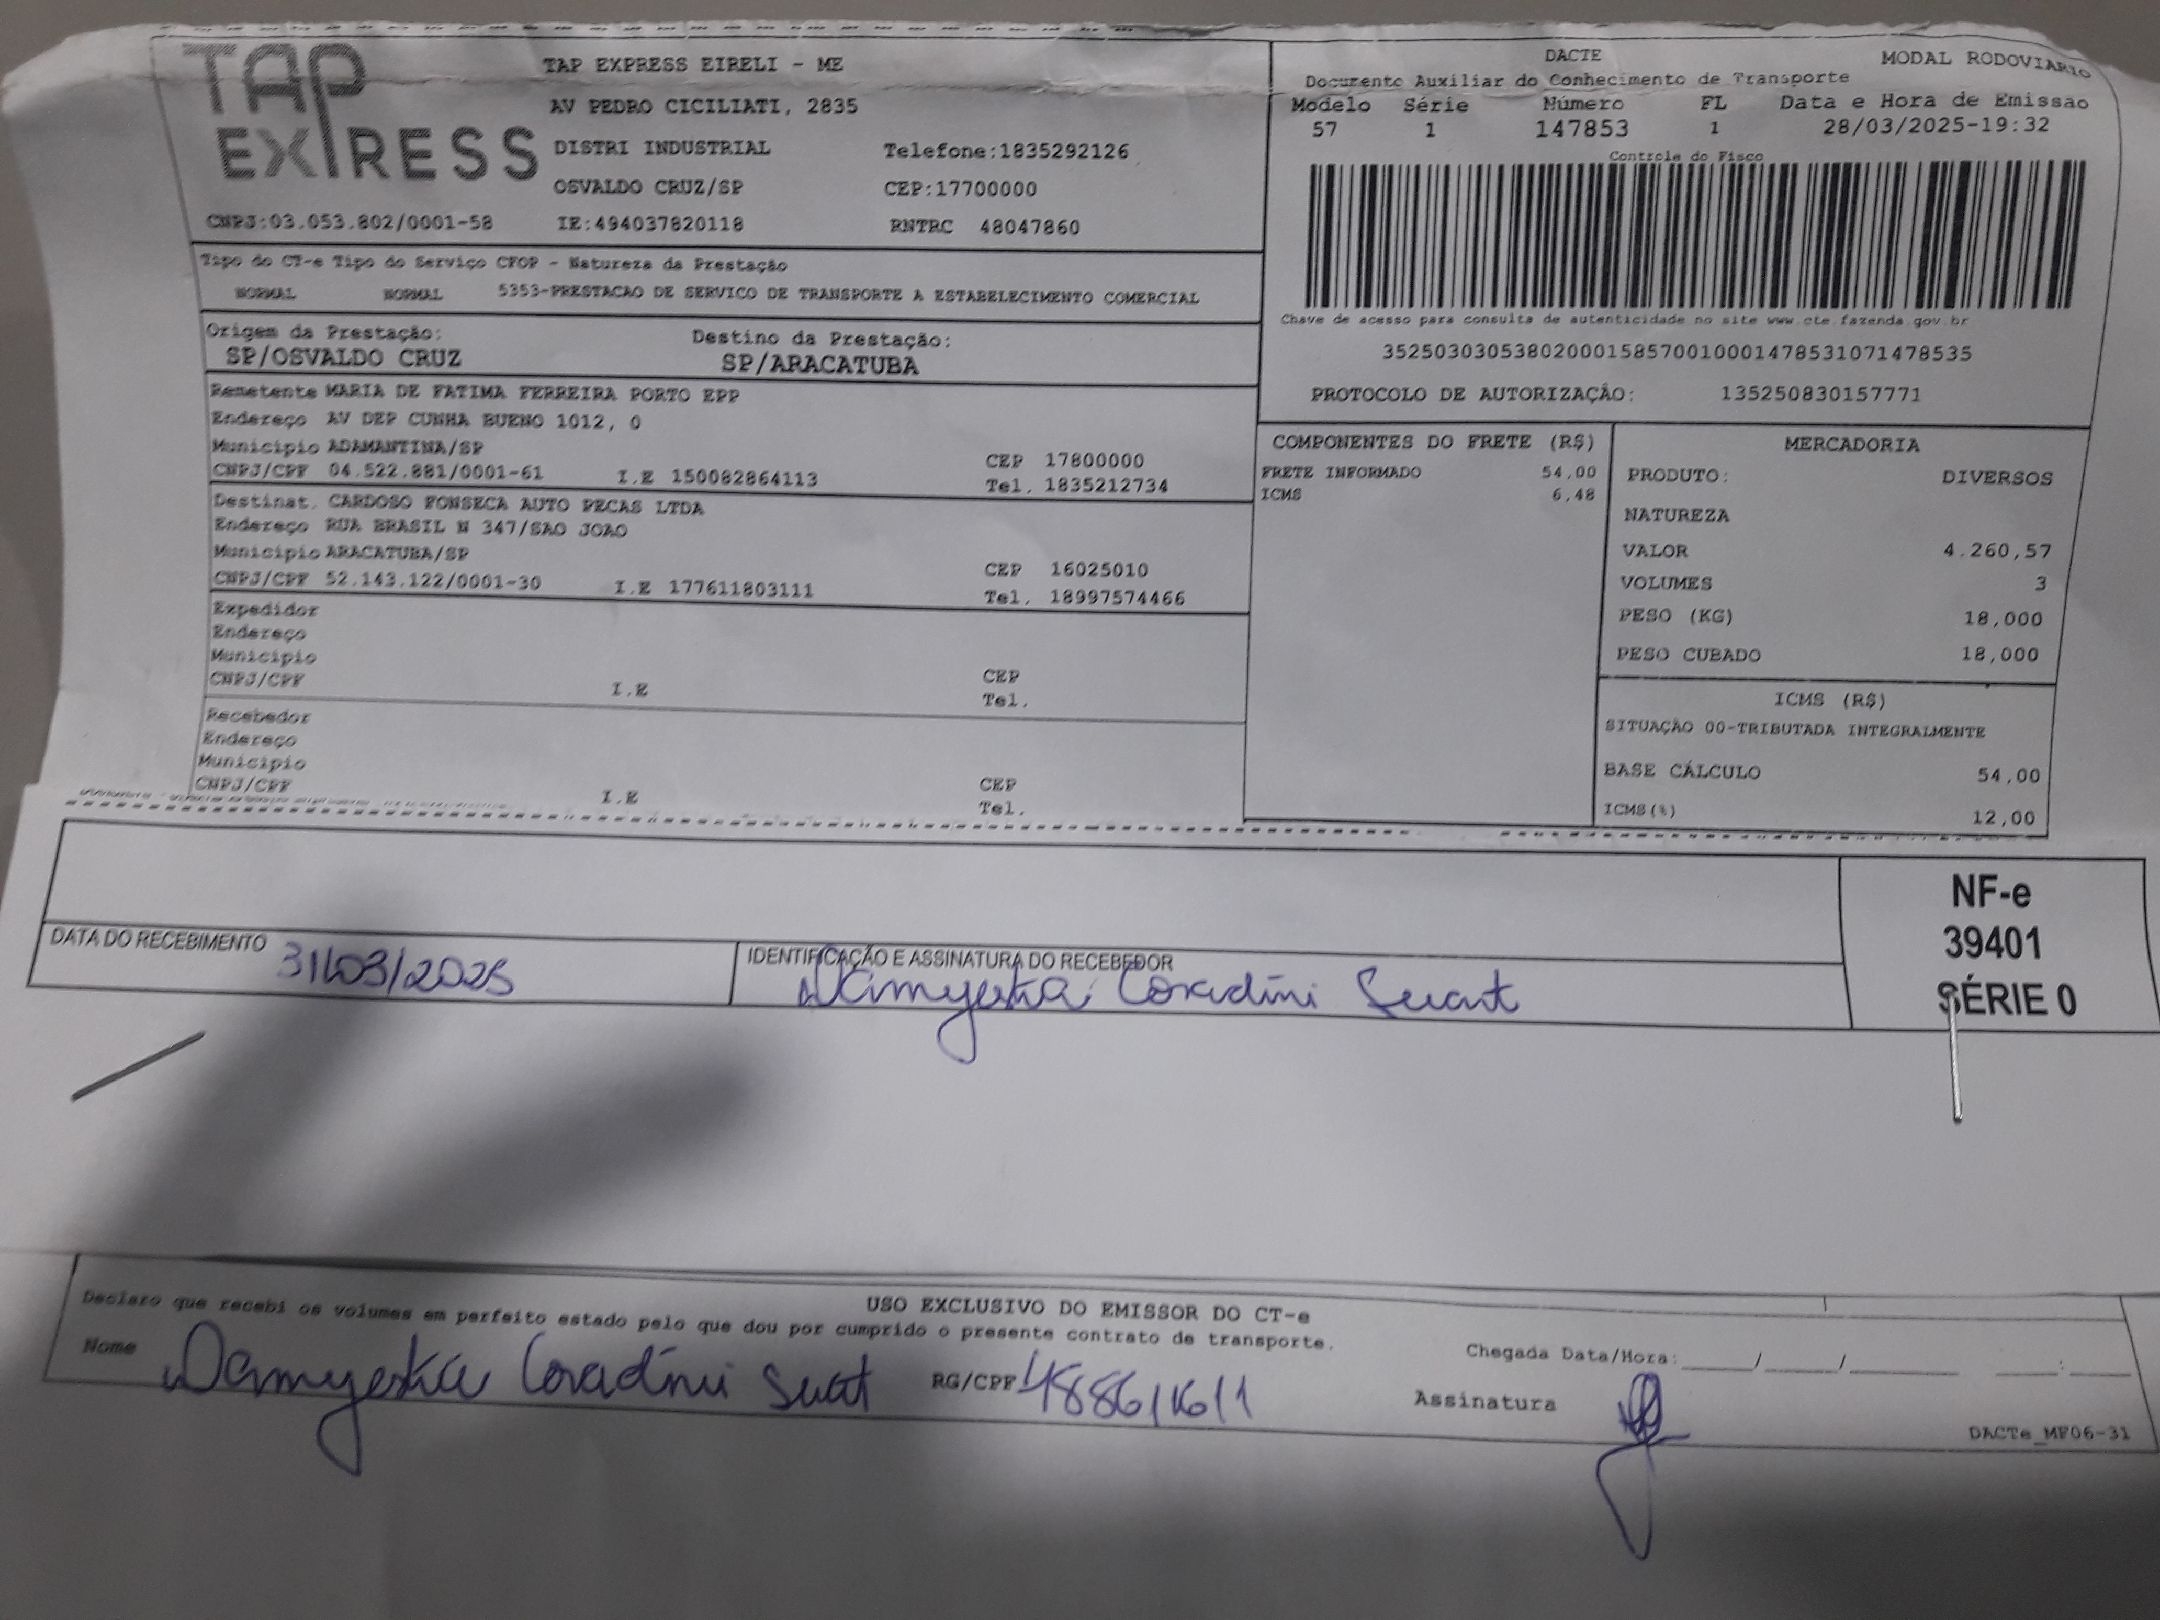 TAP EXPRESS
TAP EXPRESS EIRELI - ME
AV PEDRO CICILIATI, 2835
DISTRI INDUSTRIAL Telefone:1835292126
OSVALDO CRUZ/SP CEP:17700000
CNPJ:03.053.802/0001-58 IE:494037820118 RNTRC 48047860
DACTE MODAL RODOVIARIO
Documento Auxiliar do Conhecimento de Transporte
Modelo Série Número FL Data e Hora de Emissão
57 1 147853 1 28/03/2025-19:32
Controle do Fisco
Chave de acesso para consulta de autenticidade no site www.cte.fazenda.gov.br
35250303053802000158570010001478531071478535
PROTOCOLO DE AUTORIZAÇÃO: 135250830157771
Tipo do CT-e Tipo do Serviço CFOP - Natureza da Prestação
NORMAL NORMAL 5353-PRESTACAO DE SERVICO DE TRANSPORTE A ESTABELECIMENTO COMERCIAL
Origem da Prestação: Destino da Prestação:
SP/OSVALDO CRUZ SP/ARACATUBA
Remetente MARIA DE FATIMA FERREIRA PORTO EPP
Endereço AV DEP CUNHA BUENO 1012, 0
Município ADAMANTINA/SP CEP 17800000
CNPJ/CPF 04.522.881/0001-61 I.E 150082864113 Tel. 1835212734
Destinat. CARDOSO FONSECA AUTO PECAS LTDA
Endereço RUA BRASIL N 347/SAO JOAO
Município ARACATUBA/SP CEP 16025010
CNPJ/CPF 52.143.122/0001-30 I.E 177611803111 Tel. 18997574466
Expedidor
Endereço
Município CEP
CNPJ/CPF I.E Tel.
Recebedor
Endereço
Município CEP
CNPJ/CPF I.E Tel.
COMPONENTES DO FRETE (R$)
FRETE INFORMADO 54,00
ICMS 6,48
MERCADORIA
PRODUTO: DIVERSOS
NATUREZA
VALOR 4.260,57
VOLUMES 3
PESO (KG) 18,000
PESO CUBADO 18,000
ICMS (R$)
SITUAÇÃO 00-TRIBUTADA INTEGRALMENTE
BASE CÁLCULO 54,00
ICMS(%) 12,00
DATA DO RECEBIMENTO 31/03/2025
IDENTIFICAÇÃO E ASSINATURA DO RECEBEDOR
Coradini
NF-e
39401
SÉRIE 0
USO EXCLUSIVO DO EMISSOR DO CT-e
Declaro que recebi os volumes em perfeito estado pelo que dou por cumprido o presente contrato de transporte.
Nome Coradini RG/CPF Chegada Data/Hora:
Assinatura
DACTe_MF06-31